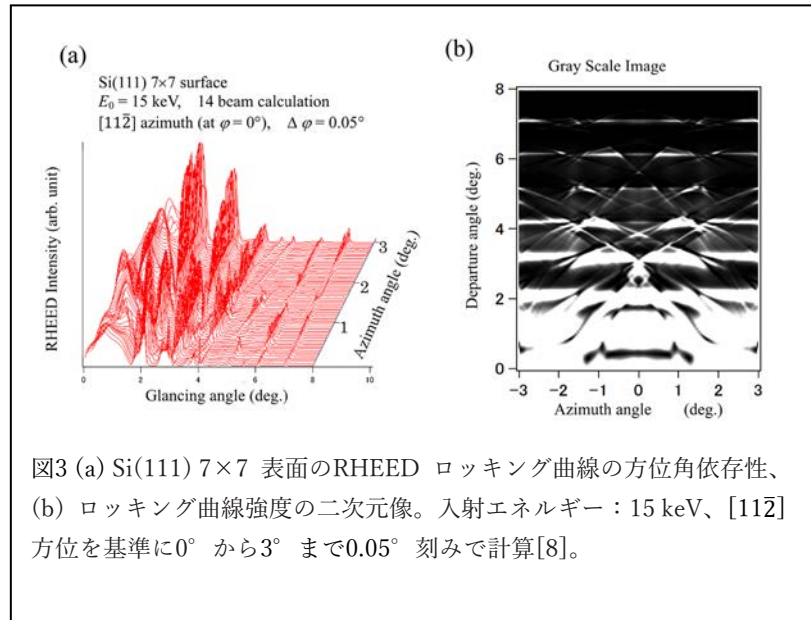 (a)
Si(111) 7×7 surface
E₀ = 15 keV, 14 beam calculation
[112̄] azimuth (at φ = 0°), Δ φ = 0.05°
RHEED Intensity (arb. unit)
3
2
1
Azimuth angle (deg.)
0 2 4 6 8 10
Glancing angle (deg.)
(b)
Gray Scale Image
8
6
4
2
0
Departure angle (deg.)
-3 -2 -1 0 1 2 3
Azimuth angle (deg.)
図3 (a) Si(111) 7×7 表面のRHEED ロッキング曲線の方位角依存性、
(b) ロッキング曲線強度の二次元像。入射エネルギー：15 keV、[112̄]
方位を基準に0° から3° まで0.05° 刻みで計算[8]。